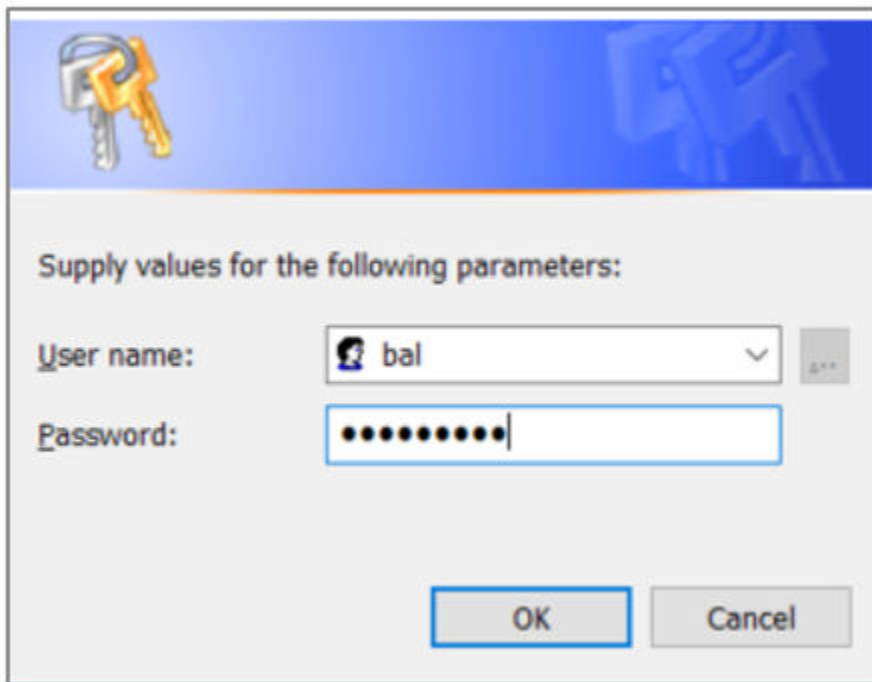 Supply values for the following parameters:
User name: bal
Password: •••••••••
OK Cancel